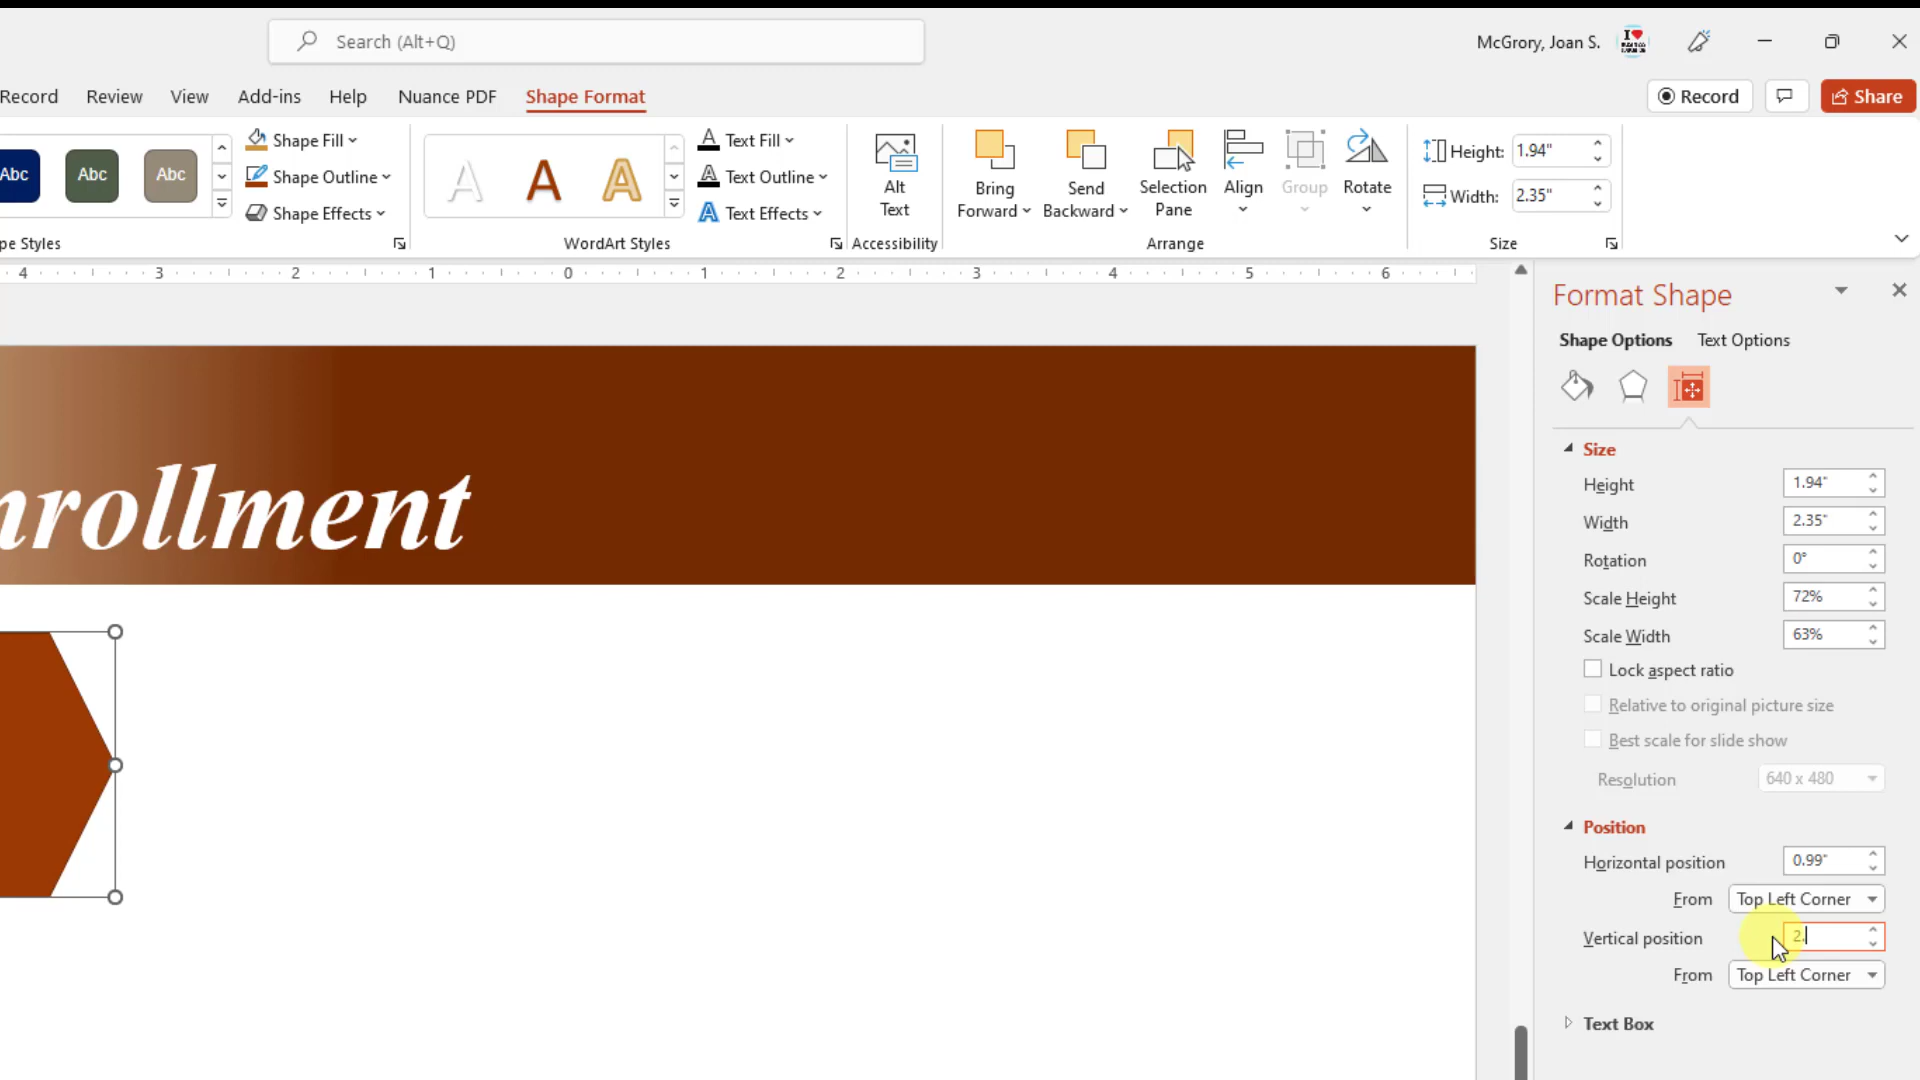 Search (Alt+Q)
McGrory, Joan S.
Record
Review
View
Add-ins
Help
Nuance PDF
Shape Format
Record
Share
Abc
Abc
Abc
Shape Fill
Shape Outline
Shape Effects
pe Styles
A
A
A
WordArt Styles
Text Fill
Text Outline
Text Effects
Alt
Text
Accessibility
Bring
Forward
Send
Backward
Selection
Pane
Align
Group
Rotate
Arrange
Height:
1.94"
Width:
2.35"
Size
4 3 2 1 0 1 2 3 4 5 6
nrollment
Format Shape
Shape Options
Text Options
Size
Height
1.94"
Width
2.35"
Rotation
0°
Scale Height
72%
Scale Width
63%
Lock aspect ratio
Relative to original picture size
Best scale for slide show
Resolution
640 x 480
Position
Horizontal position
0.99"
From
Top Left Corner
Vertical position
2.
From
Top Left Corner
Text Box